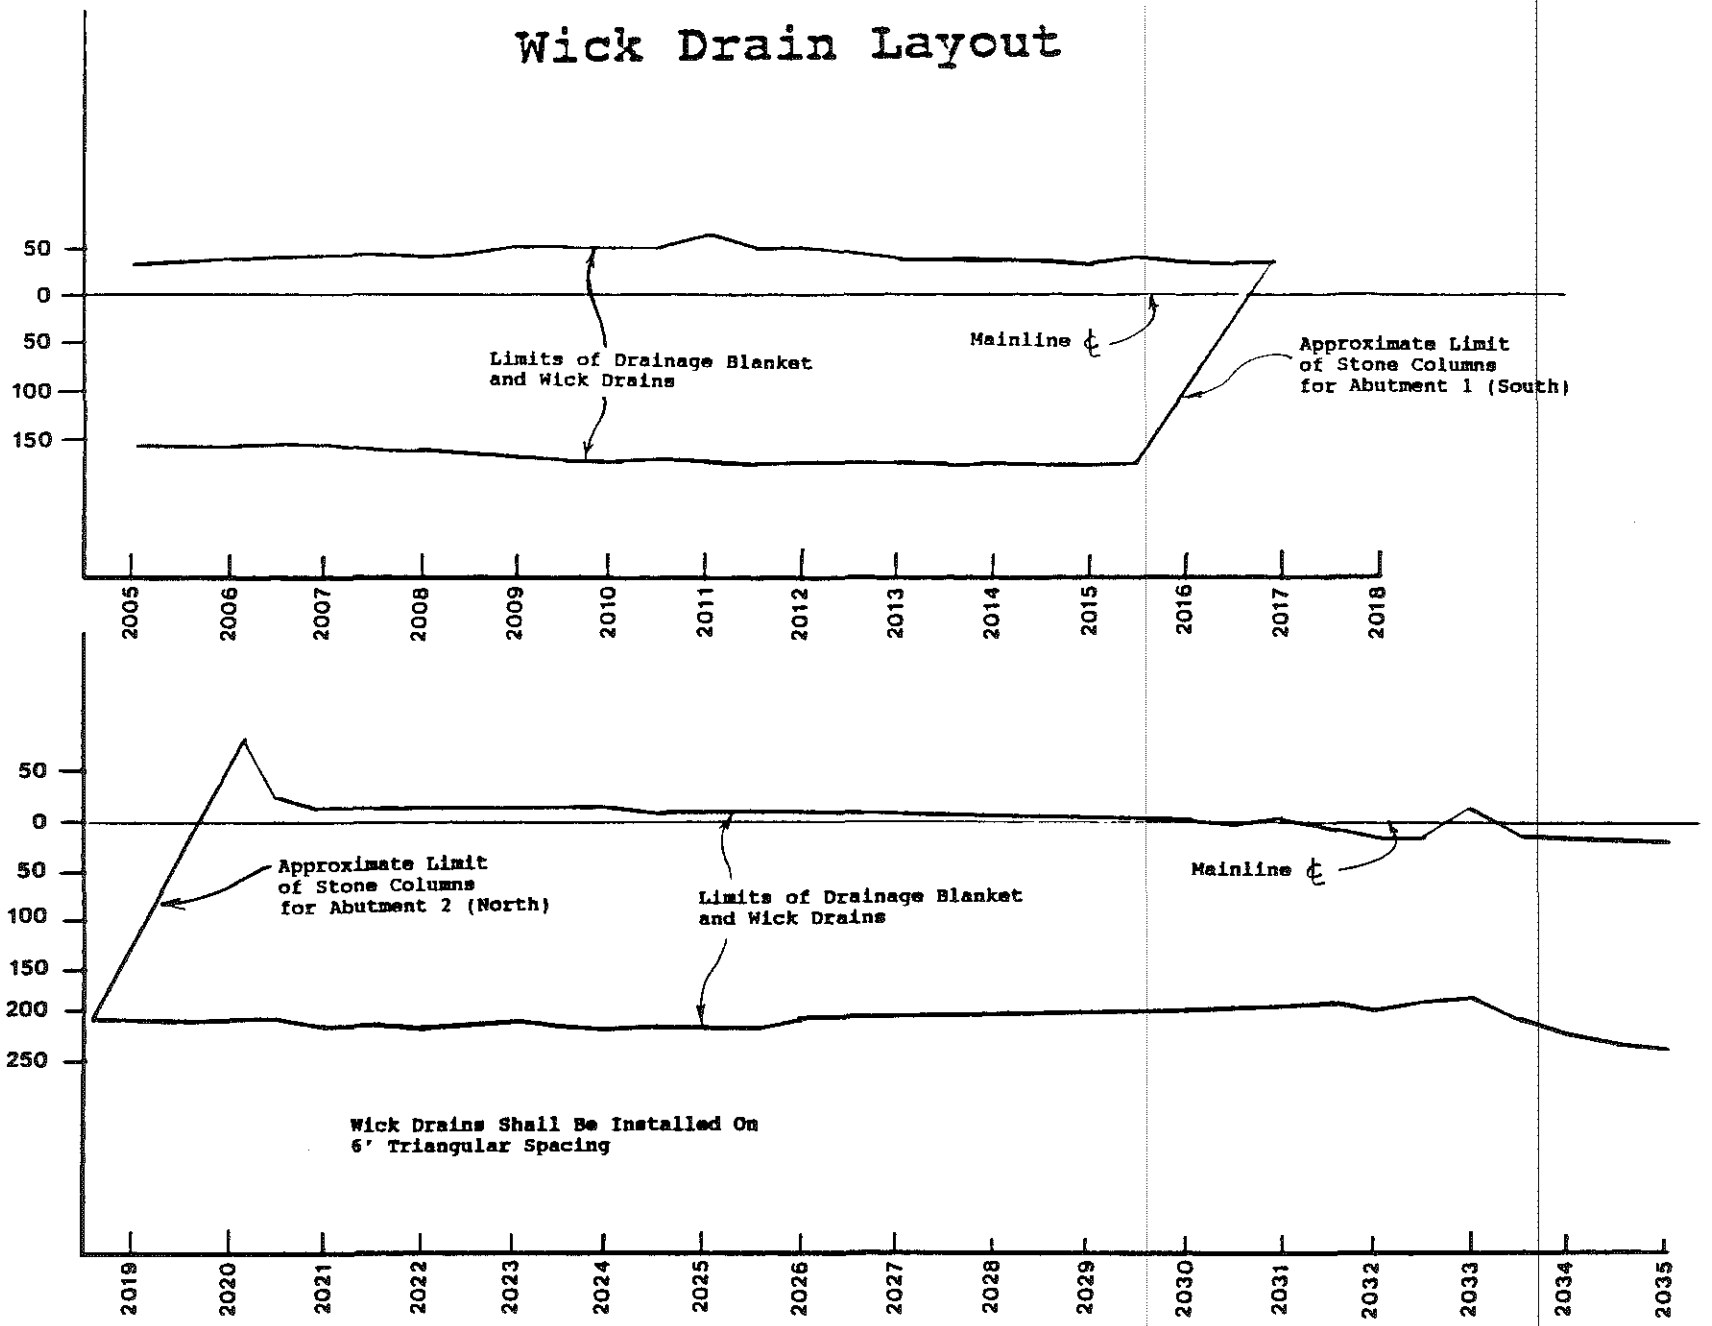 Wick Drain Layout
50
0
50
100
150
Limits of Drainage Blanket
and Wick Drains
Mainline ℄
Approximate Limit
of Stone Columns
for Abutment 1 (South)
2005 2006 2007 2008 2009 2010 2011 2012 2013 2014 2015 2016 2017 2018
50
0
50
100
150
200
250
Approximate Limit
of Stone Columns
for Abutment 2 (North)
Limits of Drainage Blanket
and Wick Drains
Mainline ℄
Wick Drains Shall Be Installed On
6' Triangular Spacing
2019 2020 2021 2022 2023 2024 2025 2026 2027 2028 2029 2030 2031 2032 2033 2034 2035